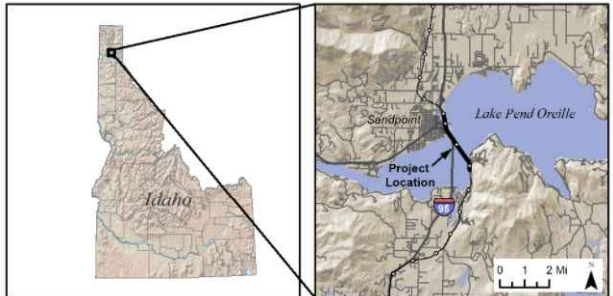 Idaho
Sandpoint
Lake Pend Oreille
Project
Location
95
N
0 1 2 Mi